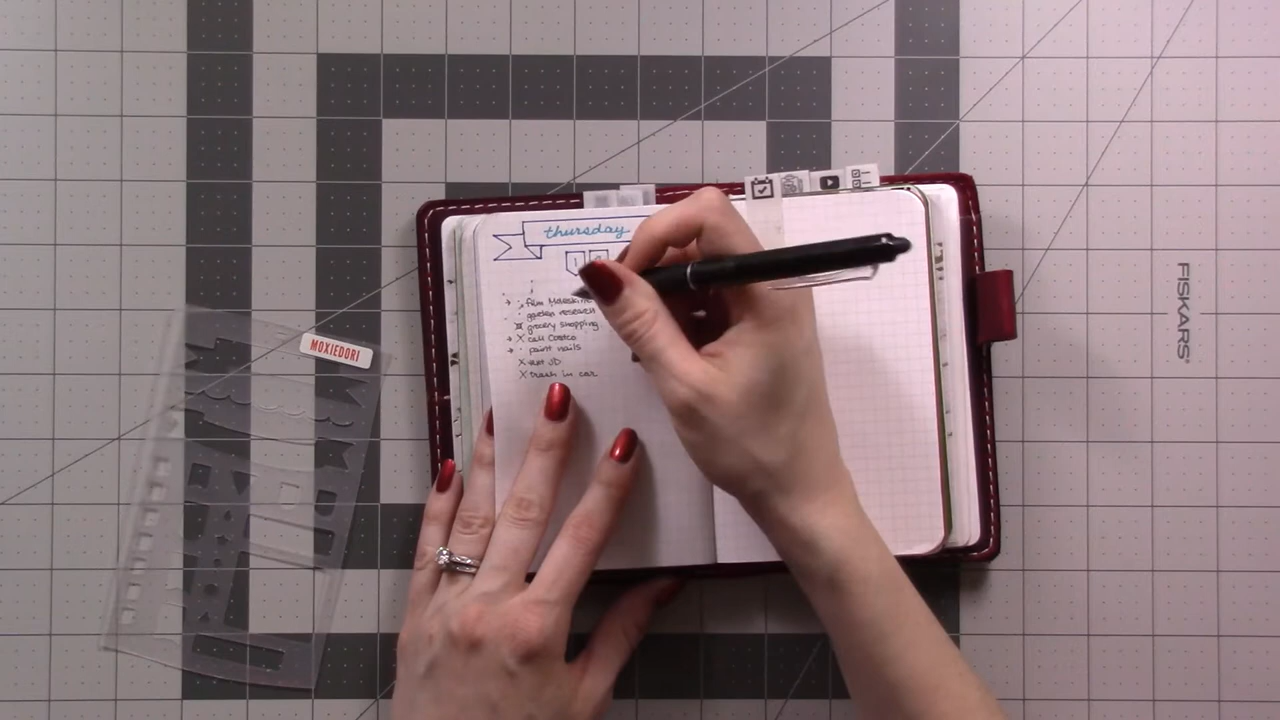 thursday
film Moleskine
garden research
grocery shopping
call Costco
paint nails
trash in car
MOXIEDORI
FISKARS